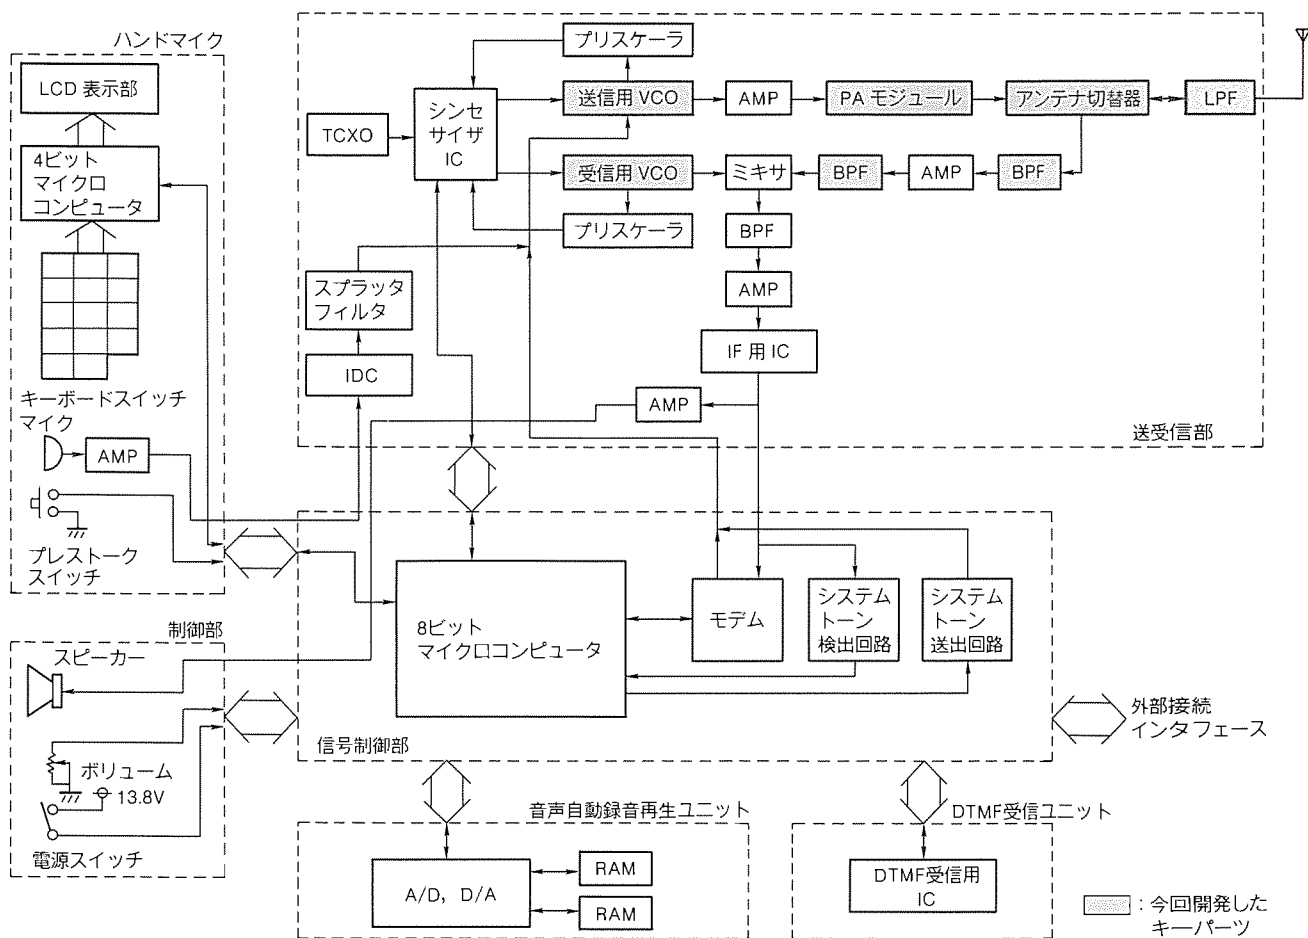 ハンドマイク
LCD 表示部
4ビット
マイクロ
コンピュータ
キーボードスイッチ
マイク
AMP
プレストーク
スイッチ
制御部
スピーカー
ボリューム
13.8V
電源スイッチ
プリスケーラ
TCXO
シンセ
サイザ
IC
送信用 VCO
AMP
PA モジュール
アンテナ切替器
LPF
受信用 VCO
ミキサ
BPF
AMP
BPF
プリスケーラ
BPF
AMP
IF 用 IC
AMP
スプラッタ
フィルタ
IDC
送受信部
8ビット
マイクロコンピュータ
モデム
システム
トーン
検出回路
システム
トーン
送出回路
信号制御部
外部接続
インタフェース
音声自動録音再生ユニット
A/D, D/A
RAM
RAM
DTMF受信ユニット
DTMF受信用
IC
：今回開発した
キーパーツ